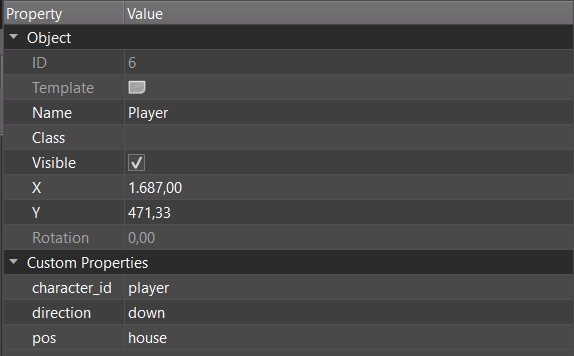 Property Value
Object
ID 6
Template
Name Player
Class
Visible
X 1.687,00
Y 471,33
Rotation 0,00
Custom Properties
character_id player
direction down
pos house